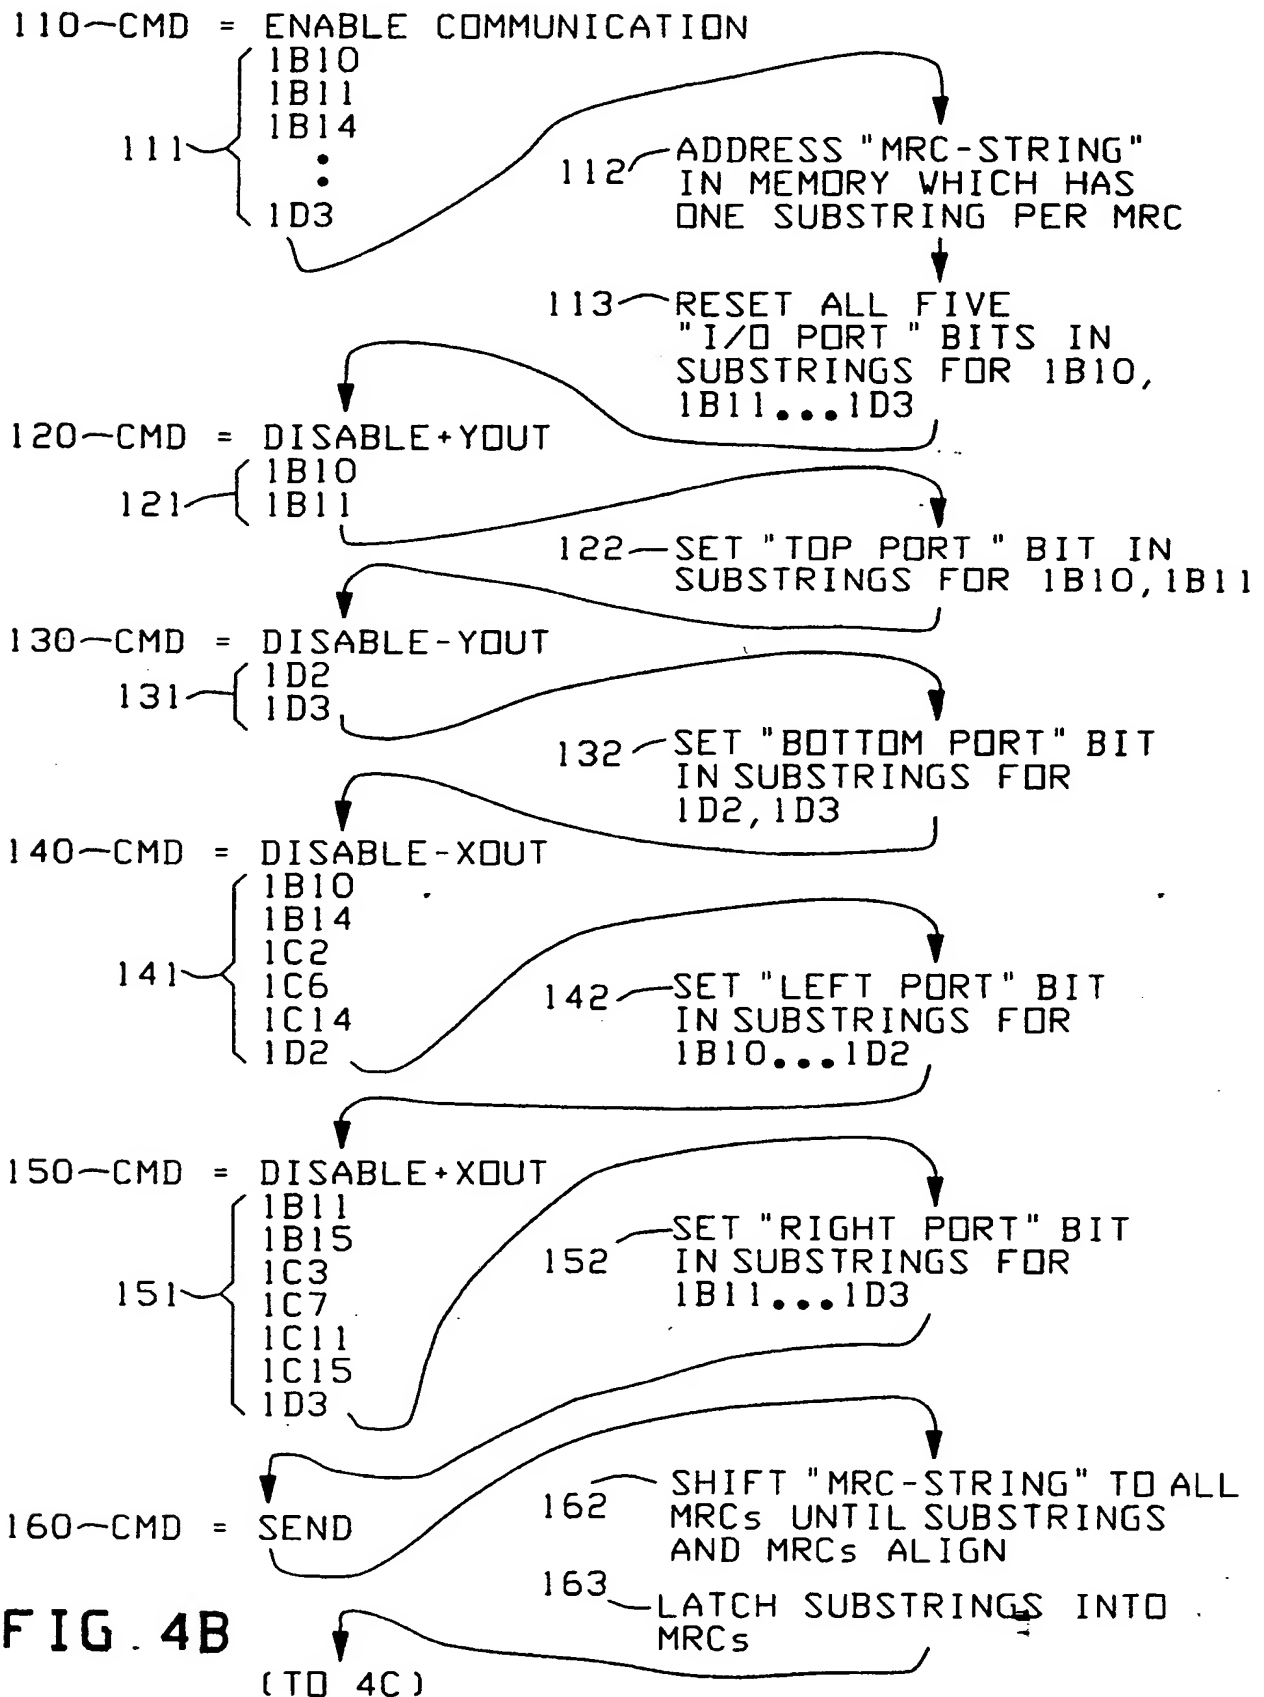 110 CMD = ENABLE COMMUNICATION
1B10
1B11
1B14
111
1D3
112 ADDRESS "MRC-STRING"
IN MEMORY WHICH HAS
ONE SUBSTRING PER MRC
113 RESET ALL FIVE
"I/O PORT" BITS IN
SUBSTRINGS FOR 1B10,
1B11...1D3
120 CMD = DISABLE+YOUT
1B10
121
1B11
122 SET "TOP PORT" BIT IN
SUBSTRINGS FOR 1B10,1B11
130 CMD = DISABLE-YOUT
1D2
131
1D3
132 SET "BOTTOM PORT" BIT
IN SUBSTRINGS FOR
1D2,1D3
140 CMD = DISABLE-XOUT
1B10
1B14
1C2
141
1C6
1C14
1D2
142 SET "LEFT PORT" BIT
IN SUBSTRINGS FOR
1B10...1D2
150 CMD = DISABLE+XOUT
1B11
1B15
1C3
151
1C7
1C11
1C15
1D3
152 SET "RIGHT PORT" BIT
IN SUBSTRINGS FOR
1B11...1D3
160 CMD = SEND
162 SHIFT "MRC-STRING" TO ALL
MRCs UNTIL SUBSTRINGS
AND MRCs ALIGN
163 LATCH SUBSTRINGS INTO
MRCs
FIG. 4B
(TO 4C)